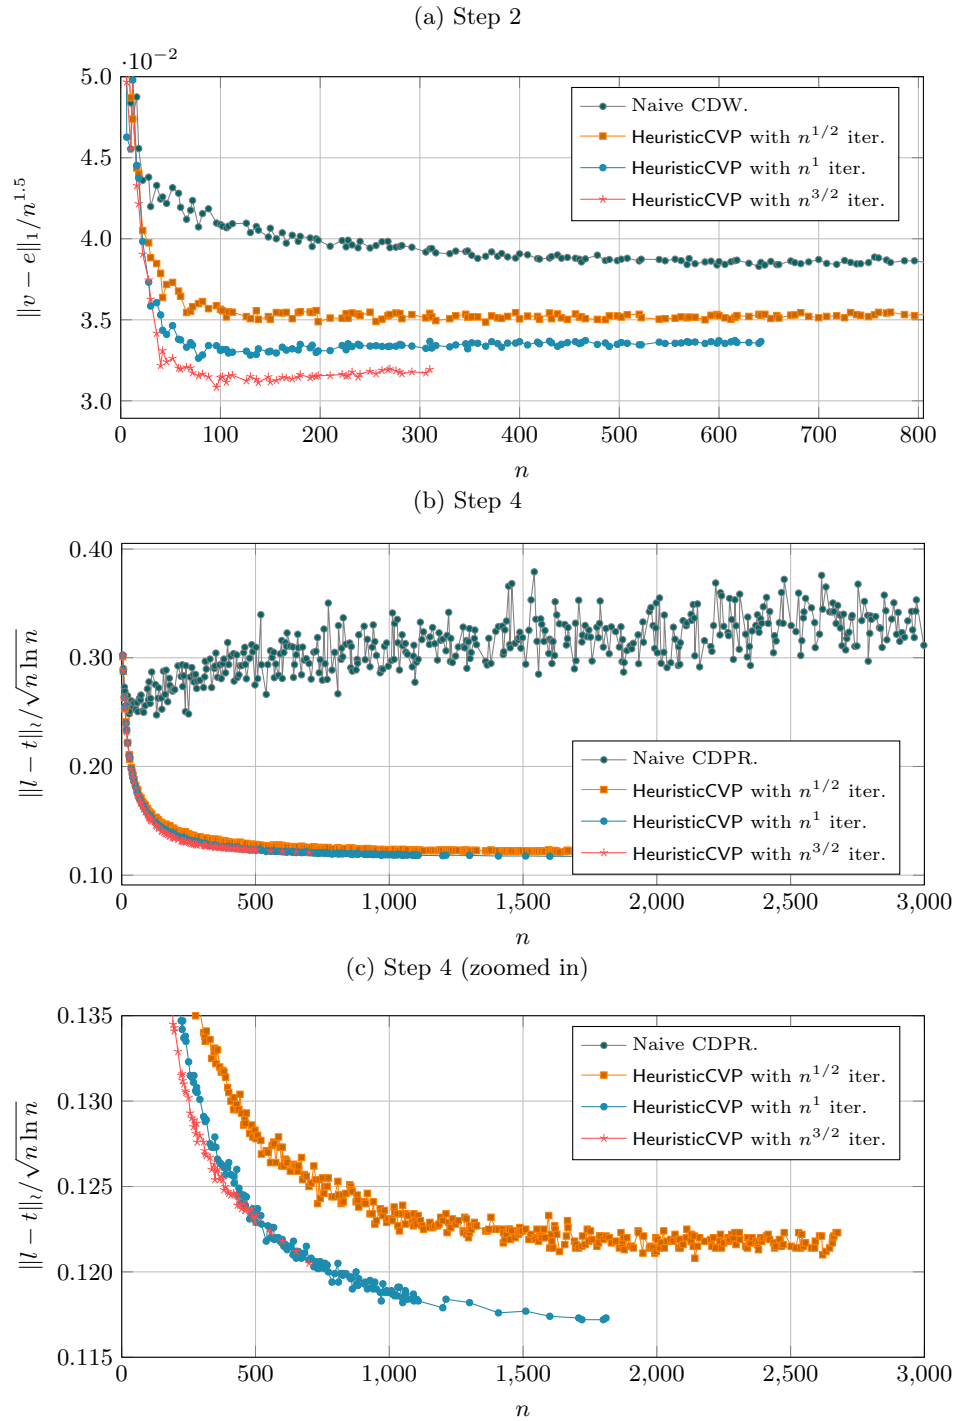 (a) Step 2
·10⁻²
5.0
4.5
4.0
3.5
3.0
||v − e||₁/n^{1.5}
Naive CDW.
HeuristicCVP with n^{1/2} iter.
HeuristicCVP with n^1 iter.
HeuristicCVP with n^{3/2} iter.
0 100 200 300 400 500 600 700 800
n
(b) Step 4
0.40
0.30
0.20
0.10
||l − t||₂/√n ln n
Naive CDPR.
HeuristicCVP with n^{1/2} iter.
HeuristicCVP with n^1 iter.
HeuristicCVP with n^{3/2} iter.
0 500 1,000 1,500 2,000 2,500 3,000
n
(c) Step 4 (zoomed in)
0.135
0.130
0.125
0.120
0.115
||l − t||₂/√n ln n
Naive CDPR.
HeuristicCVP with n^{1/2} iter.
HeuristicCVP with n^1 iter.
HeuristicCVP with n^{3/2} iter.
0 500 1,000 1,500 2,000 2,500 3,000
n